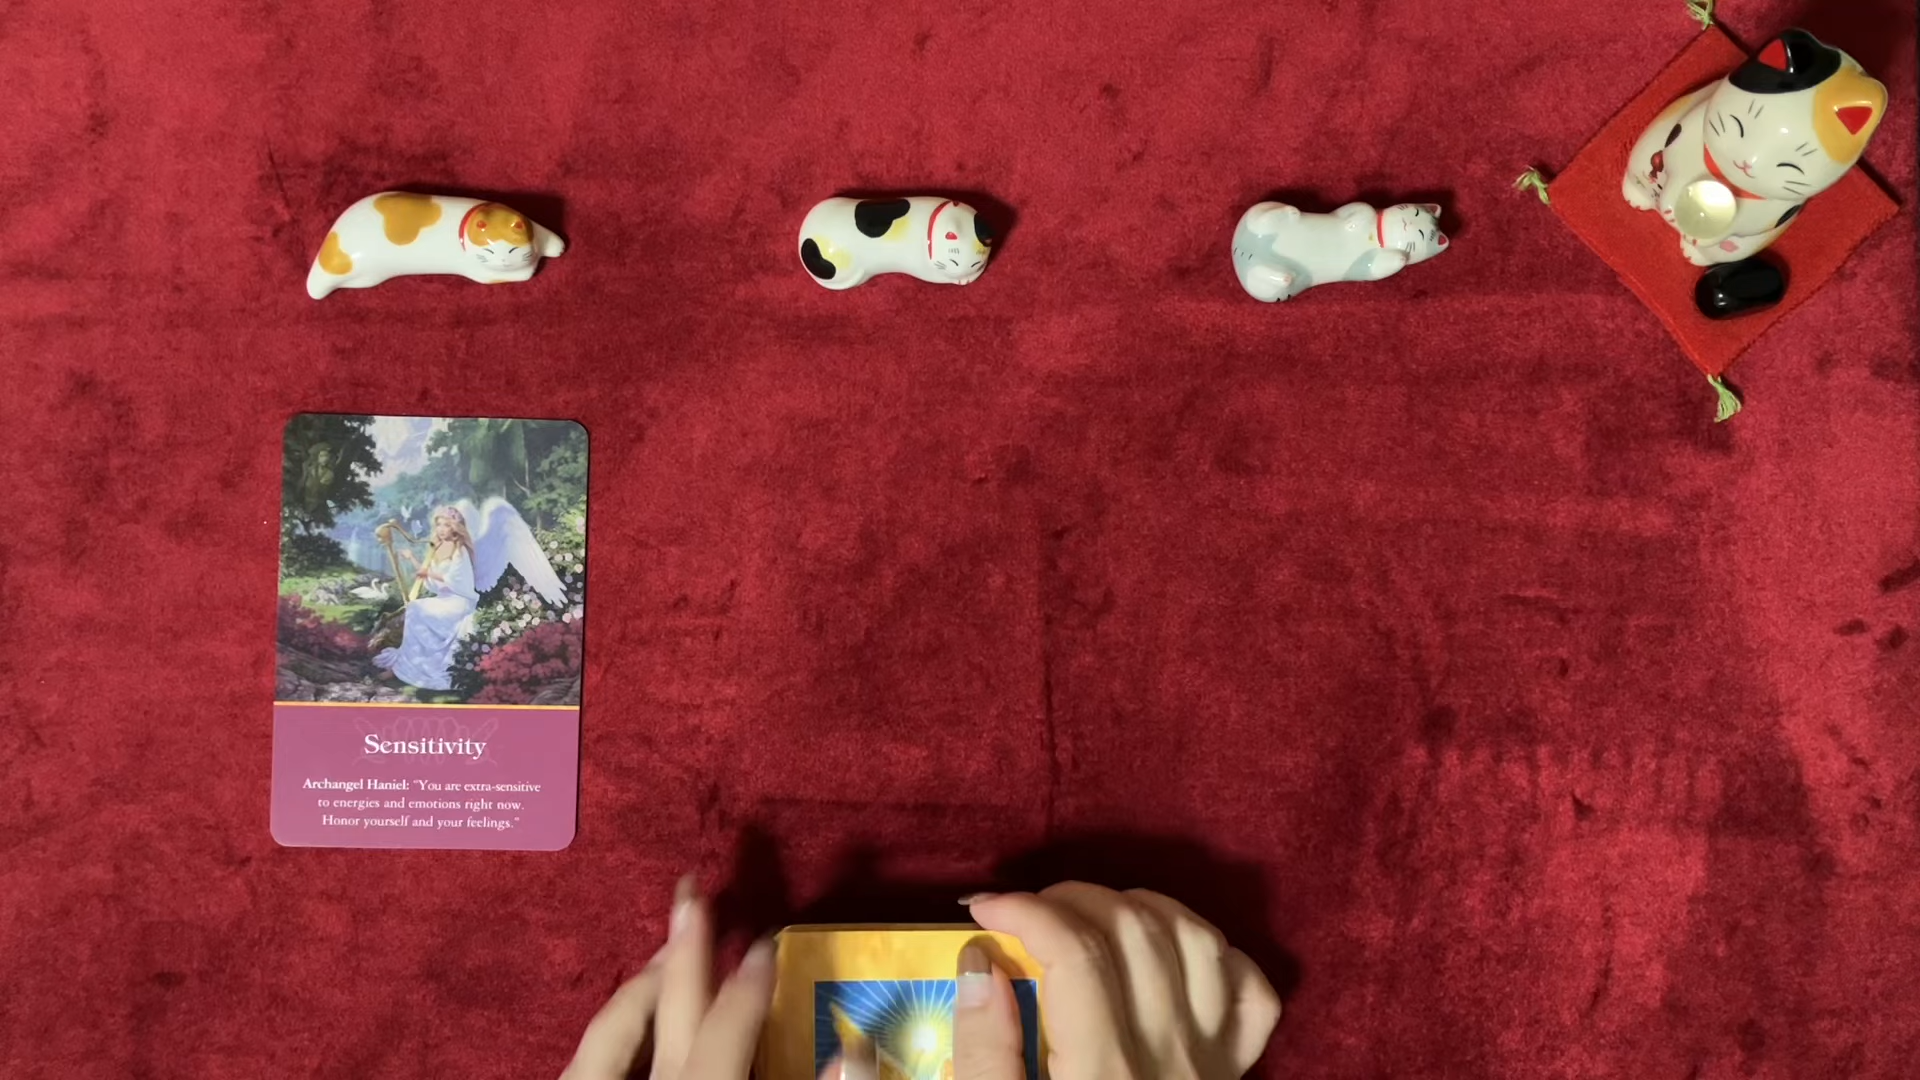 Sensitivity
Archangel Haniel: "You are extra-sensitive
to energies and emotions right now.
Honor yourself and your feelings."